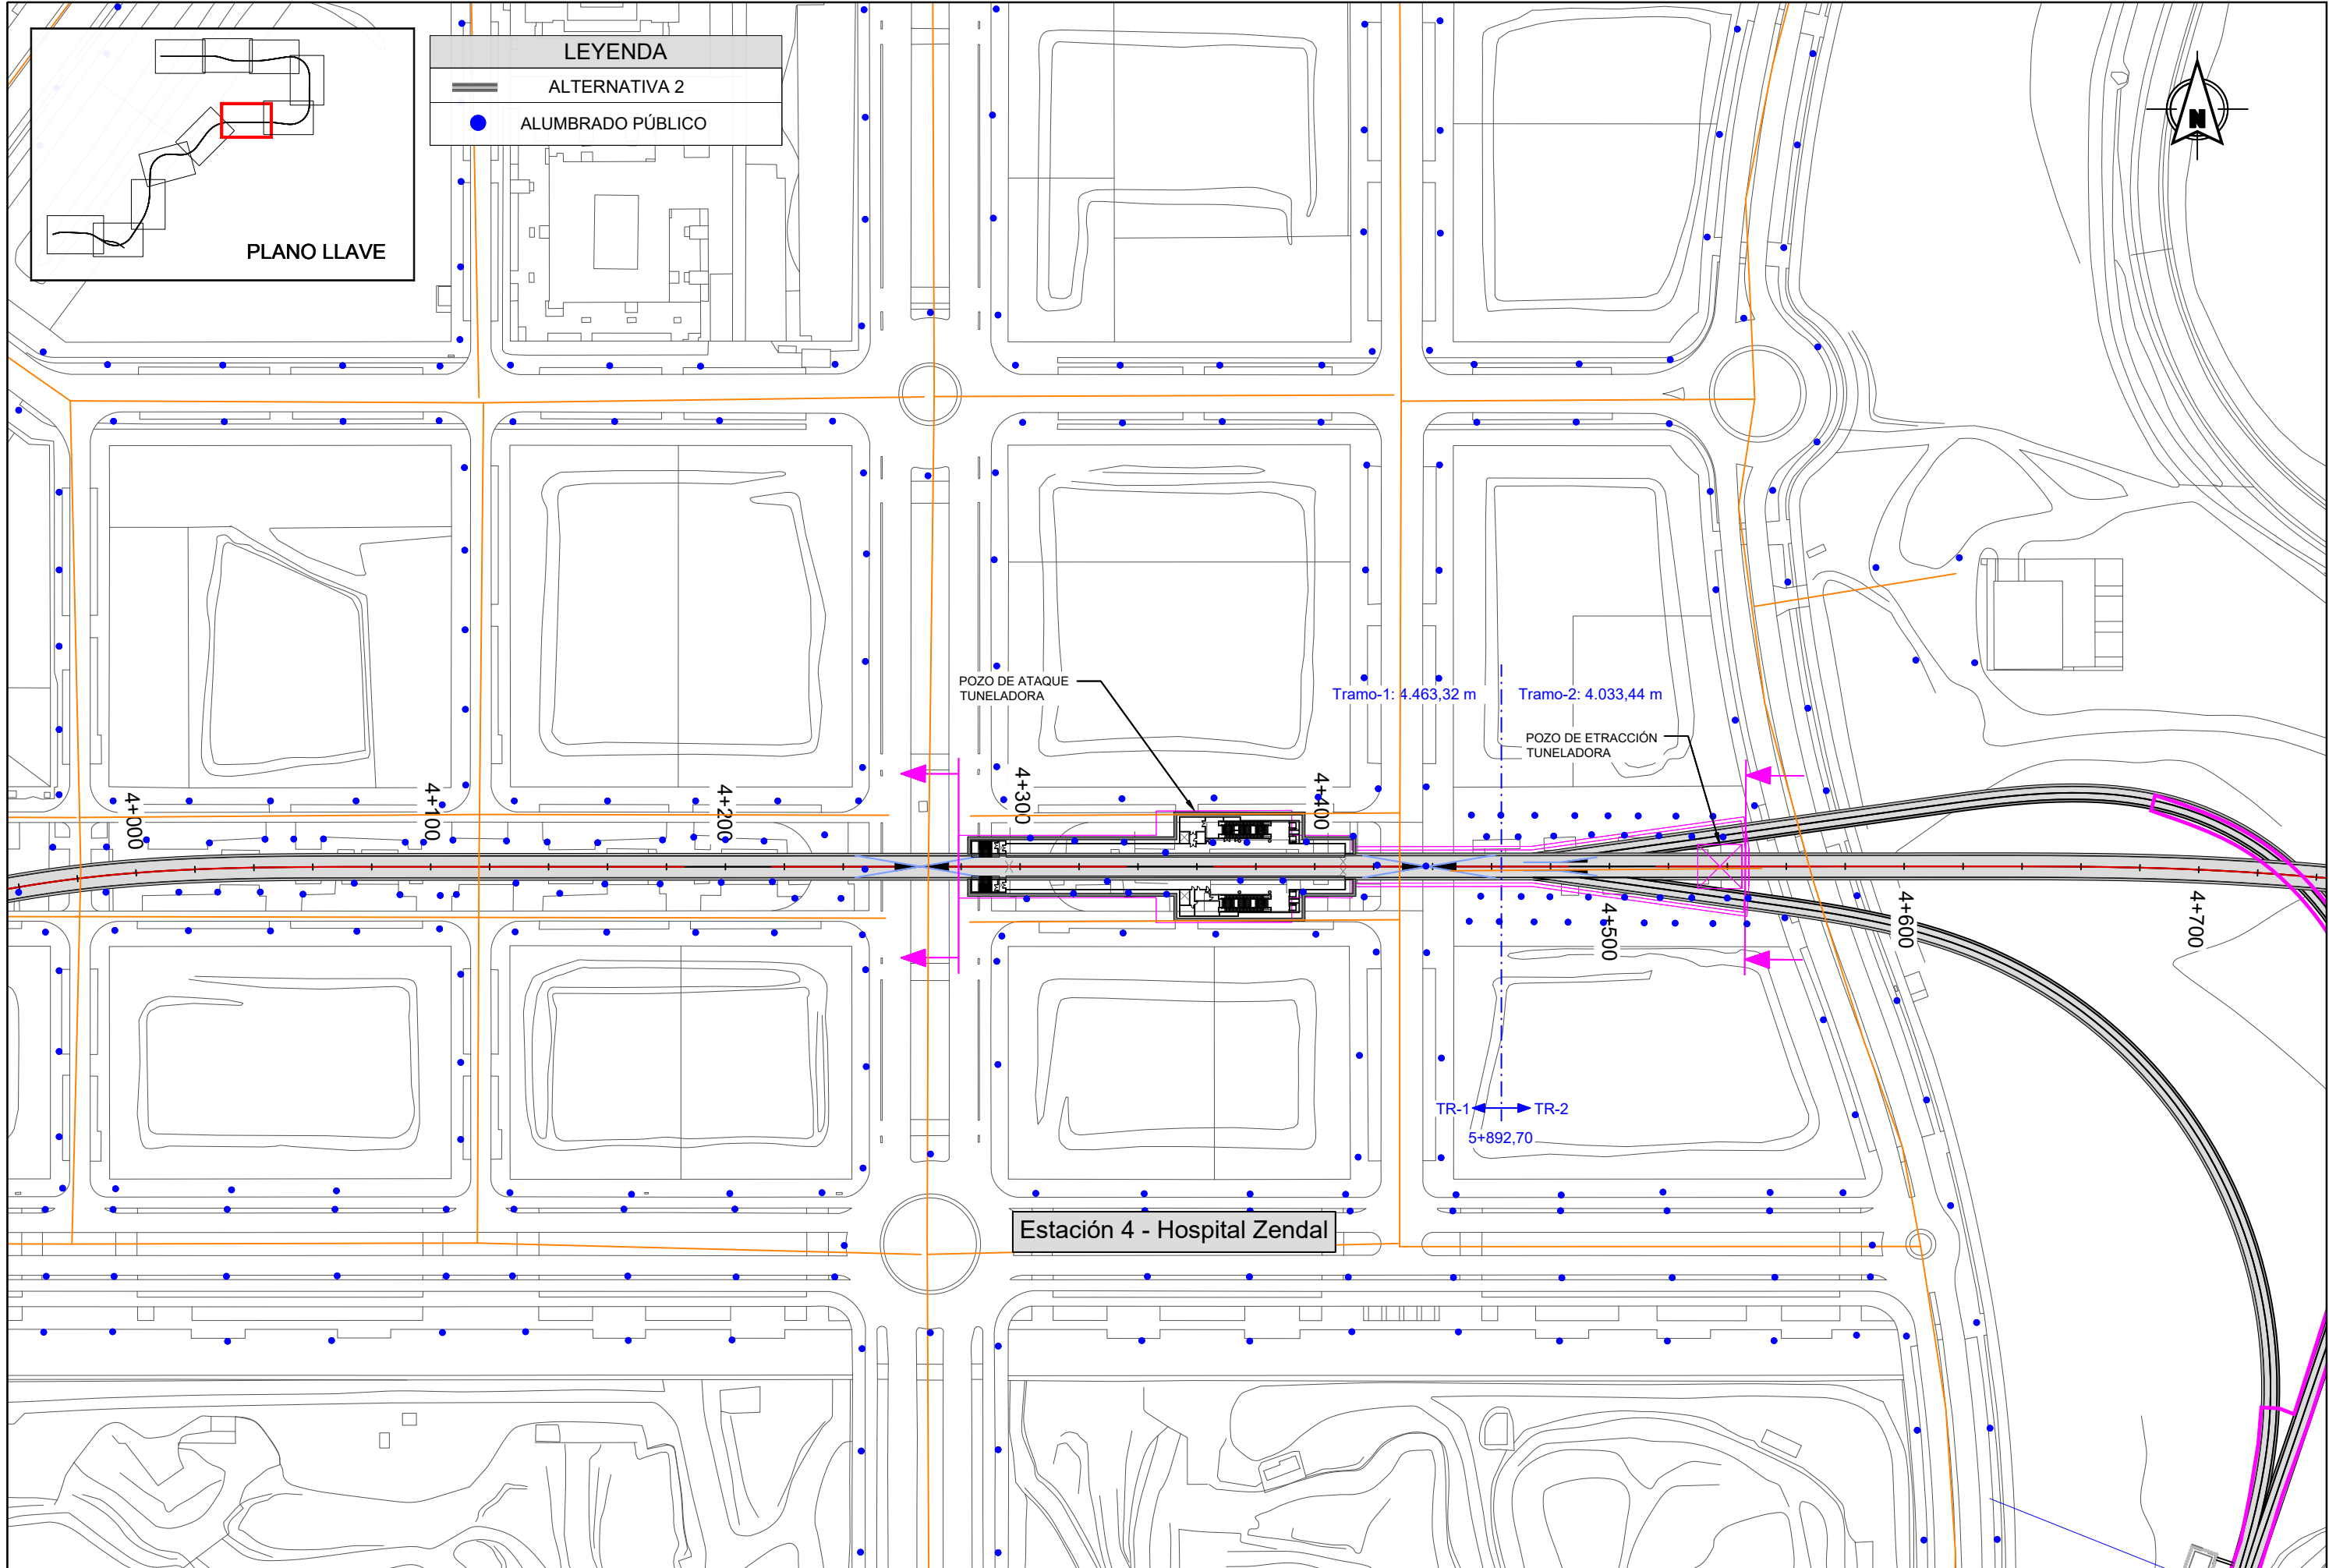 PLANO LLAVE
LEYENDA
ALTERNATIVA 2
ALUMBRADO PÚBLICO
N
POZO DE ATAQUE
TUNELADORA
Tramo-1: 4.463,32 m
Tramo-2: 4.033,44 m
POZO DE ETRACCIÓN
TUNELADORA
4+000
4+100
4+200
4+300
4+400
4+500
4+600
4+700
TR-1
TR-2
5+892,70
Estación 4 - Hospital Zendal